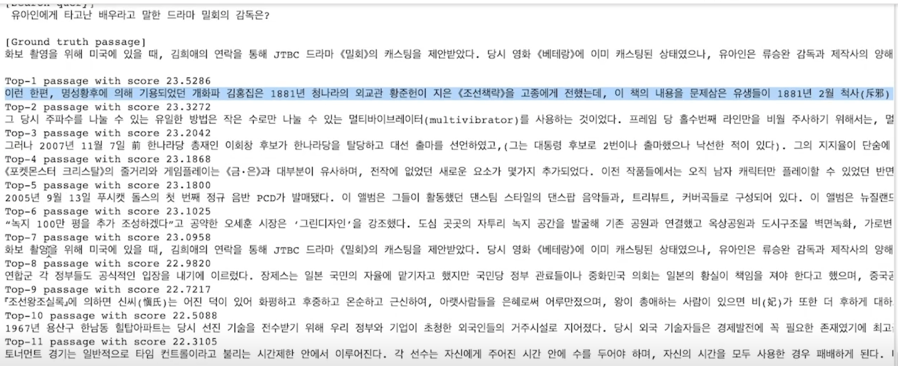 [Search query]
유아인에게 타고난 배우라고 말한 드라마 밀회의 감독은?
[Ground truth passage]
화보 촬영을 위해 미국에 있을 때, 김희애의 연락을 통해 JTBC 드라마 《밀회》의 캐스팅을 제안받았다. 당시 영화 《베테랑》에 이미 캐스팅된 상태였으나, 유아인은 류승완 감독과 제작사의 양해
Top-1 passage with score 23.5286
이런 한편, 명성황후에 의해 기용되었던 개화파 김홍집은 1881년 청나라의 외교관 황준헌이 지은 《조선책략》을 고종에게 전했는데, 이 책의 내용을 문제삼은 유생들이 1881년 2월 척사(斥邪)
Top-2 passage with score 23.3272
그 당시 주파수를 나눌 수 있는 유일한 방법은 작은 수로만 나눌 수 있는 멀티바이브레이터(multivibrator)를 사용하는 것이었다. 프레임 당 홀수번째 라인만을 비월 주사하기 위해서는, 멀
Top-3 passage with score 23.2042
그러나 2007년 11월 7일 前 한나라당 총재인 이회창 후보가 한나라당을 탈당하고 대선 출마를 선언하였고,(그는 대통령 후보로 2번이나 출마했으나 낙선한 적이 있다). 그의 지지율이 단숨에
Top-4 passage with score 23.1868
《포켓몬스터 크리스탈》의 줄거리와 게임플레이는 《금·은》과 대부분이 유사하며, 전작에 없었던 새로운 요소가 몇가지 추가되었다. 이전 작품들에서는 오직 남자 캐릭터만 플레이할 수 있었던 반면
Top-5 passage with score 23.1800
2005년 9월 13일 푸시캣 돌스의 첫 번째 정규 음반 PCD가 발매됐다. 이 앨범은 그들이 활동했던 댄스팀 스타일의 댄스팝 음악들과, 트리뷰트, 커버곡들로 구성되어 있다. 이 앨범은 뉴질랜드
Top-6 passage with score 23.1025
"녹지 100만 평을 추가 조성하겠다"고 공약한 오세훈 시장은 '그린디자인'을 강조했다. 도심 곳곳의 자투리 녹지 공간을 발굴해 기존 공원과 연결했고 옥상공원과 도시구조물 벽면녹화, 가로변
Top-7 passage with score 23.0958
화보 촬영을 위해 미국에 있을 때, 김희애의 연락을 통해 JTBC 드라마 《밀회》의 캐스팅을 제안받았다. 당시 영화 《베테랑》에 이미 캐스팅된 상태였으나, 유아인은 류승완 감독과 제작사의 양해
Top-8 passage with score 22.9820
연합군 각 정부들도 공식적인 입장을 내기에 이르렀다. 장제스는 일본 국민의 자율에 맡기자고 했지만 국민당 정부 관료들이나 중화민국 의회는 일본의 황실이 책임을 져야 한다고 했으며, 중국공
Top-9 passage with score 22.7217
『조선왕조실록』에 의하면 신씨(愼氏)는 어진 덕이 있어 화평하고 후중하고 온순하고 근신하여, 아랫사람들을 은혜로써 어루만졌으며, 왕이 총애하는 사람이 있으면 비(妃)가 또한 더 후하게 대하
Top-10 passage with score 22.5088
1967년 용산구 한남동 힐탑아파트는 당시 선진 기술을 전수받기 위해 우리 정부와 기업이 초청한 외국인들의 거주시설로 지어졌다. 당시 외국 기술자들은 경제발전에 꼭 필요한 존재였기에 최고
Top-11 passage with score 22.3105
토너먼트 경기는 일반적으로 타임 컨트롤이라고 불리는 시간제한 안에서 이루어진다. 각 선수는 자신에게 주어진 시간 안에 수를 두어야 하며, 자신의 시간을 모두 사용한 경우 패배하게 된다.